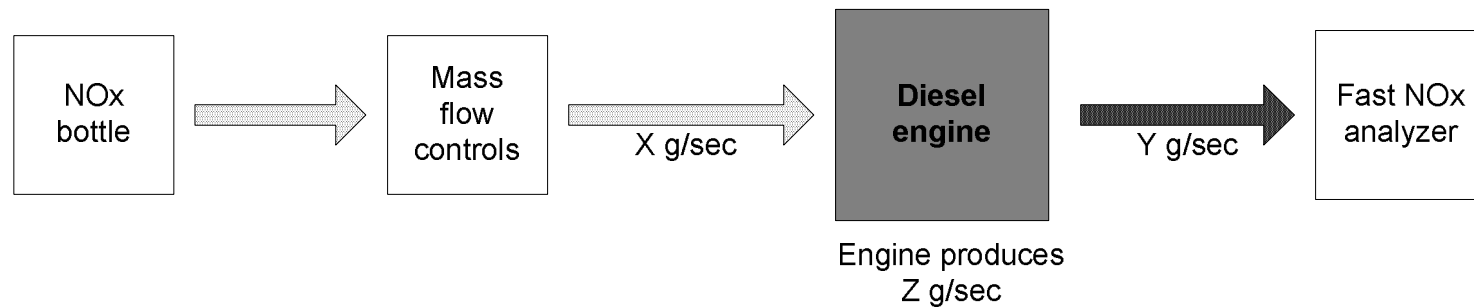 NOx
bottle
Mass
flow
controls
X g/sec
Diesel
engine
Engine produces
Z g/sec
Y g/sec
Fast NOx
analyzer